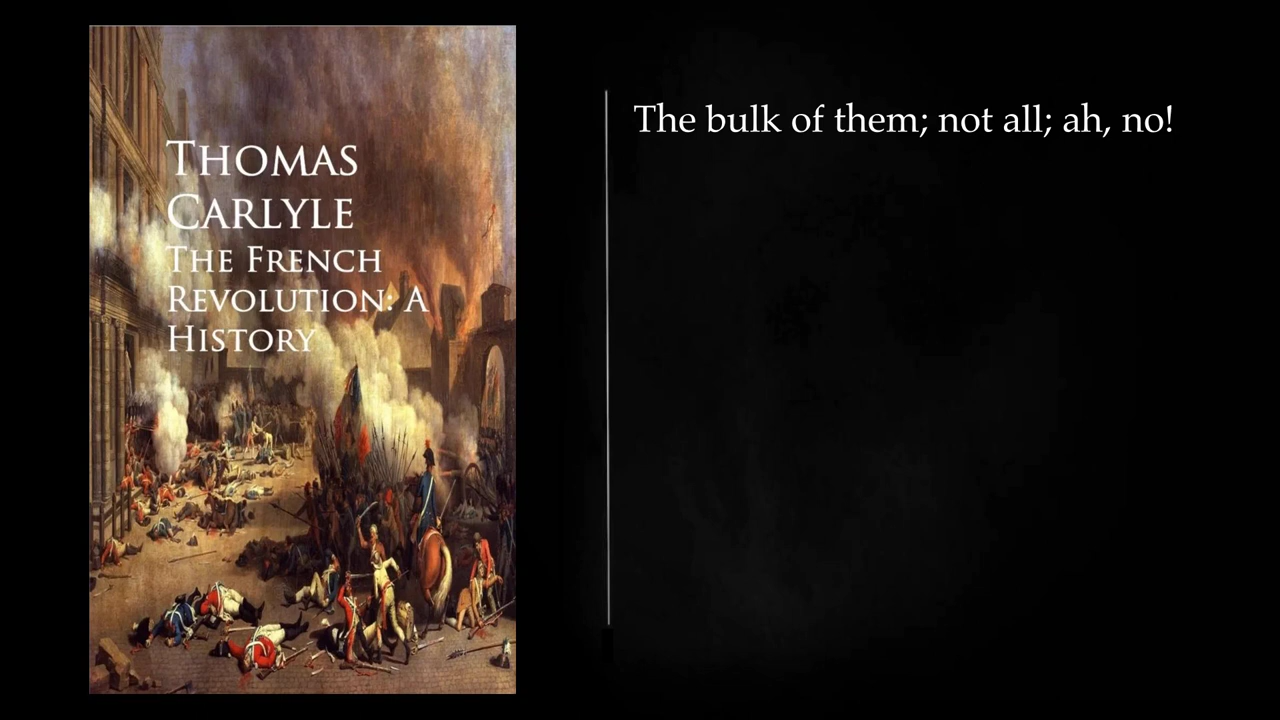 THOMAS
CARLYLE
THE FRENCH
REVOLUTION: A
HISTORY
The bulk of them; not all; ah, no!